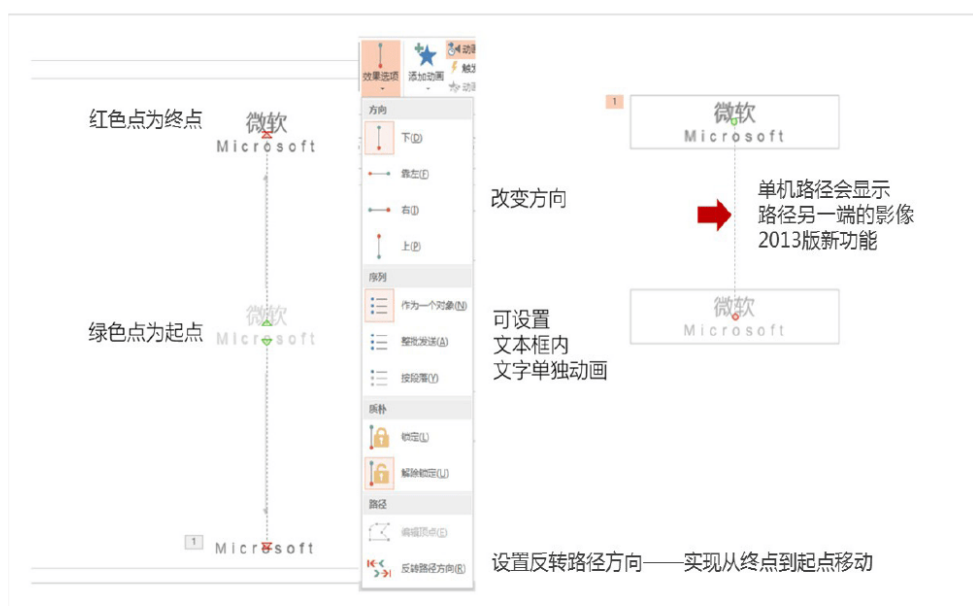 红色点为终点
微软
Microsoft
绿色点为起点
微软
Microsoft
1
Microsoft
效果选项
添加动画
动画
触发
动画
方向
下(D)
靠左(F)
右(I)
上(P)
序列
作为一个对象(N)
整批发送(A)
按段落(Y)
质朴
锁定(L)
解除锁定(U)
路径
编辑顶点(E)
反转路径方向(R)
改变方向
可设置
文本框内
文字单独动画
设置反转路径方向——实现从终点到起点移动
1
微软
Microsoft
单机路径会显示
路径另一端的影像
2013版新功能
微软
Microsoft